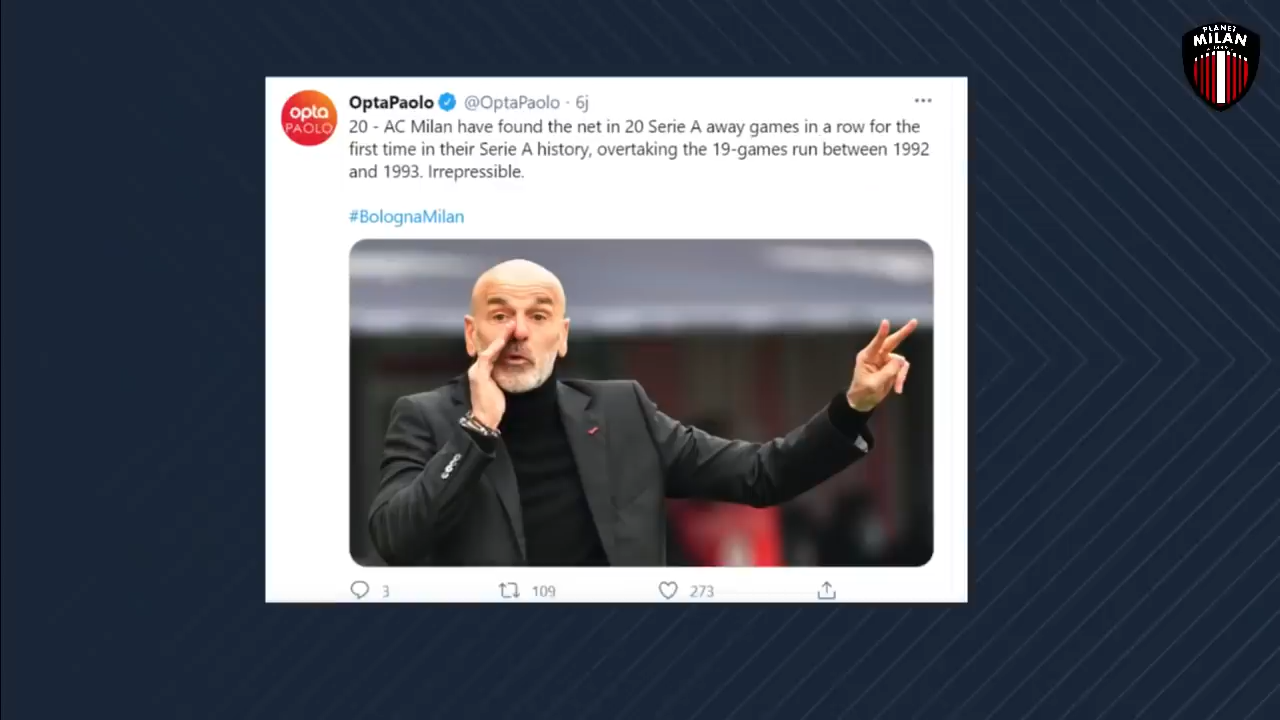 PLANET
MILAN
1899
opta
PAOLO
OptaPaolo @OptaPaolo · 6j
20 - AC Milan have found the net in 20 Serie A away games in a row for the
first time in their Serie A history, overtaking the 19-games run between 1992
and 1993. Irrepressible.
#BolognaMilan
3 109 273